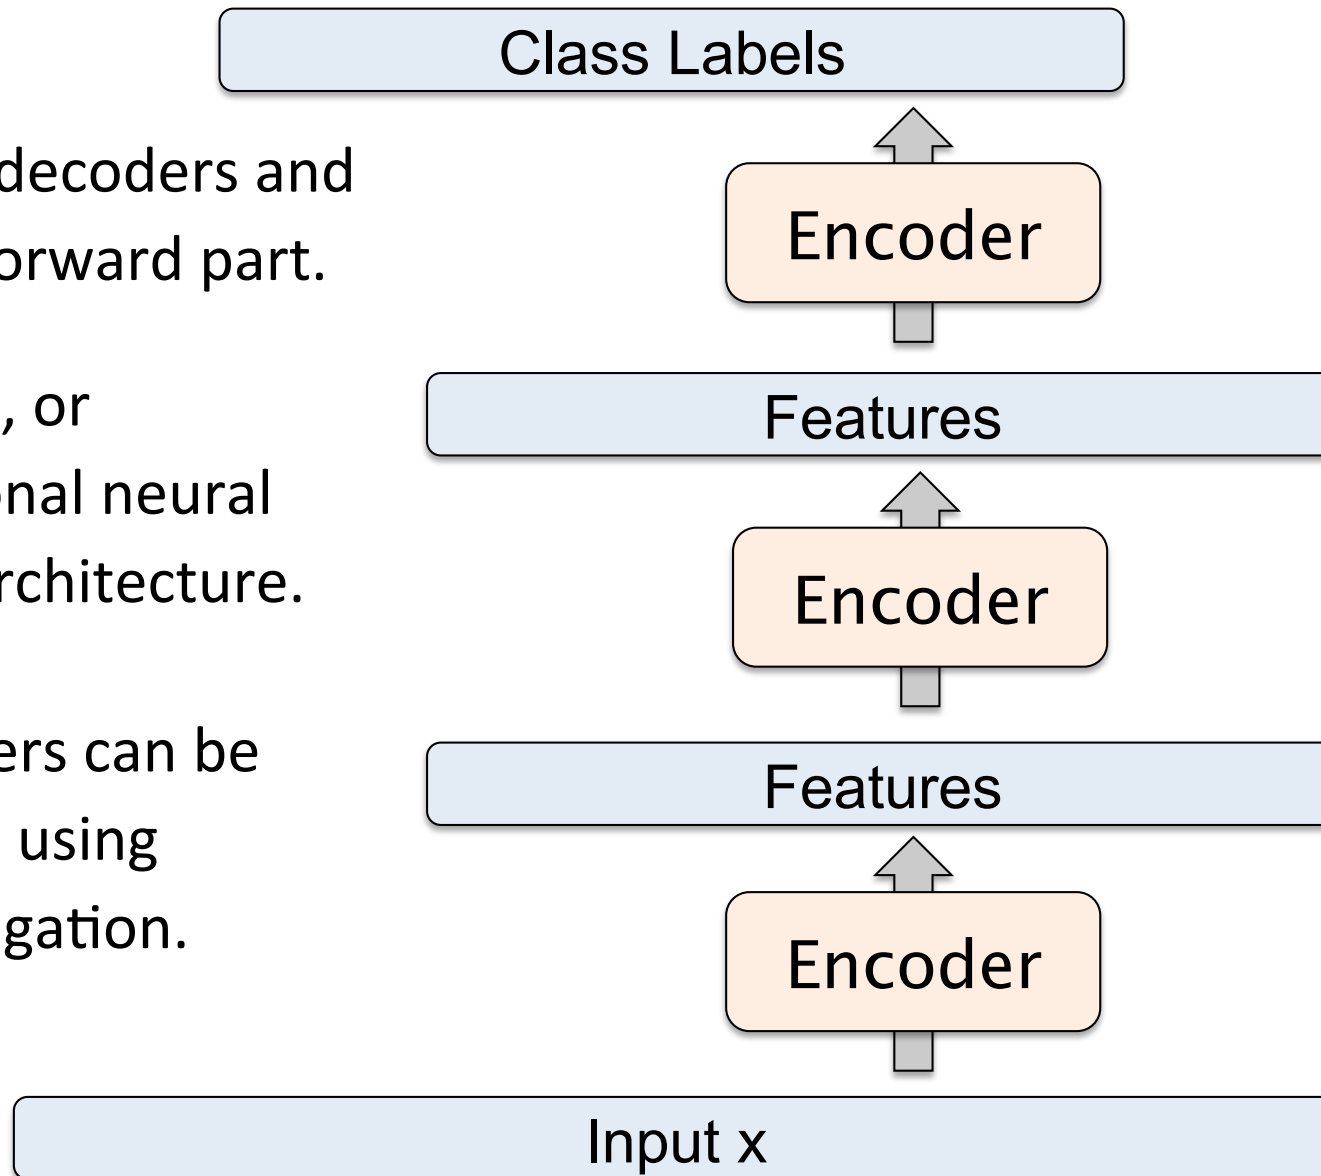 Class Labels
decoders and
orward part.
Encoder
Features
, or
onal neural
rchitecture.
Encoder
ers can be
using
gation.
Features
Encoder
Input x